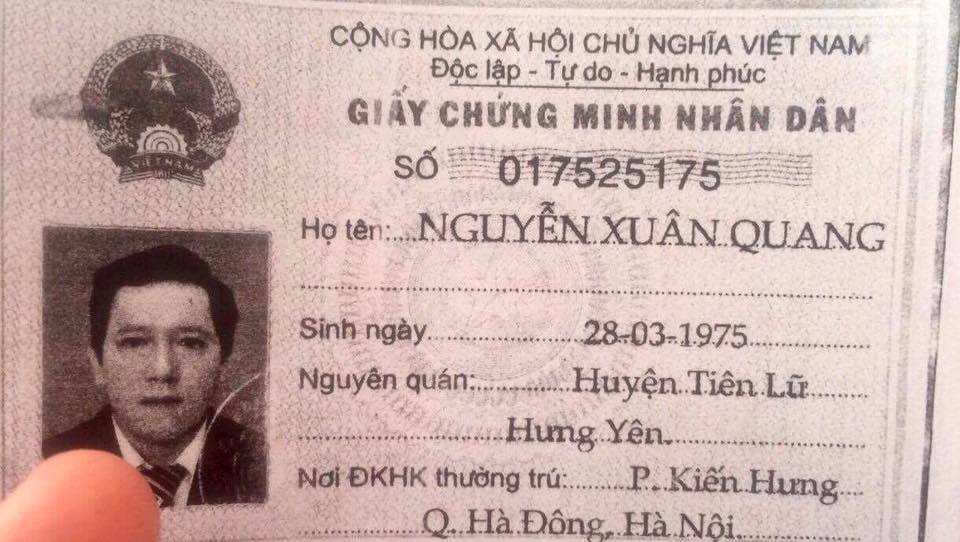 CỘNG HÒA XÃ HỘI CHỦ NGHĨA VIỆT NAM
Độc lập - Tự do - Hạnh phúc
GIẤY CHỨNG MINH NHÂN DÂN
SỐ 017525175
Họ tên:....NGUYỄN XUÂN QUANG
Sinh ngày.................28-03-1975...............
Nguyên quán:...........Huyện Tiên Lữ
............................Hưng Yên.....................
Nơi ĐKHK thường trú:........P. Kiến Hưng....
.................Q. Hà Đông, Hà Nội.............
VIỆT NAM